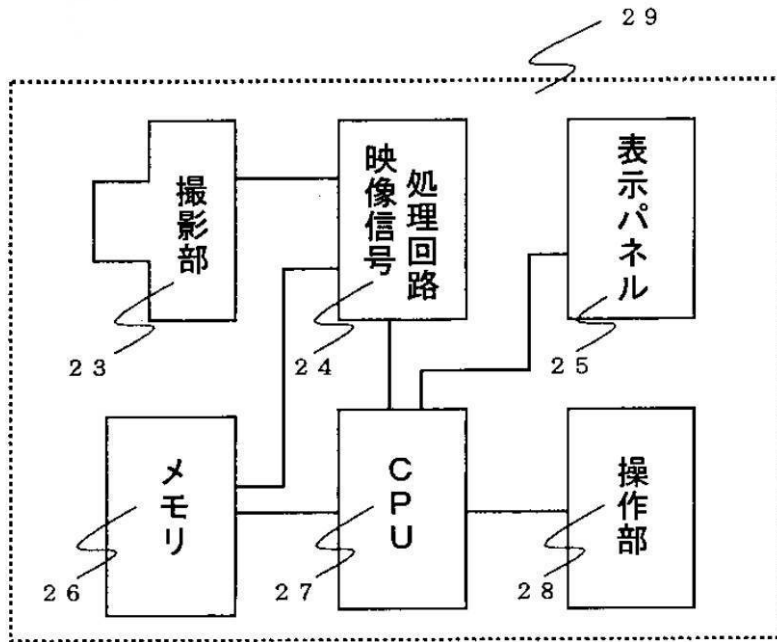 ２９
撮影部
映像信号
処理回路
表示パネル
２３
２４
２５
メモリ
ＣＰＵ
操作部
２６
２７
２８